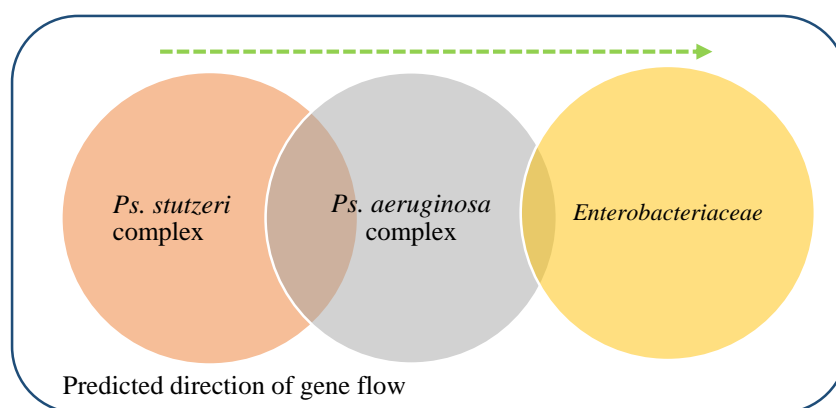 Ps. stutzeri
complex
Ps. aeruginosa
complex
Enterobacteriaceae
Predicted direction of gene flow